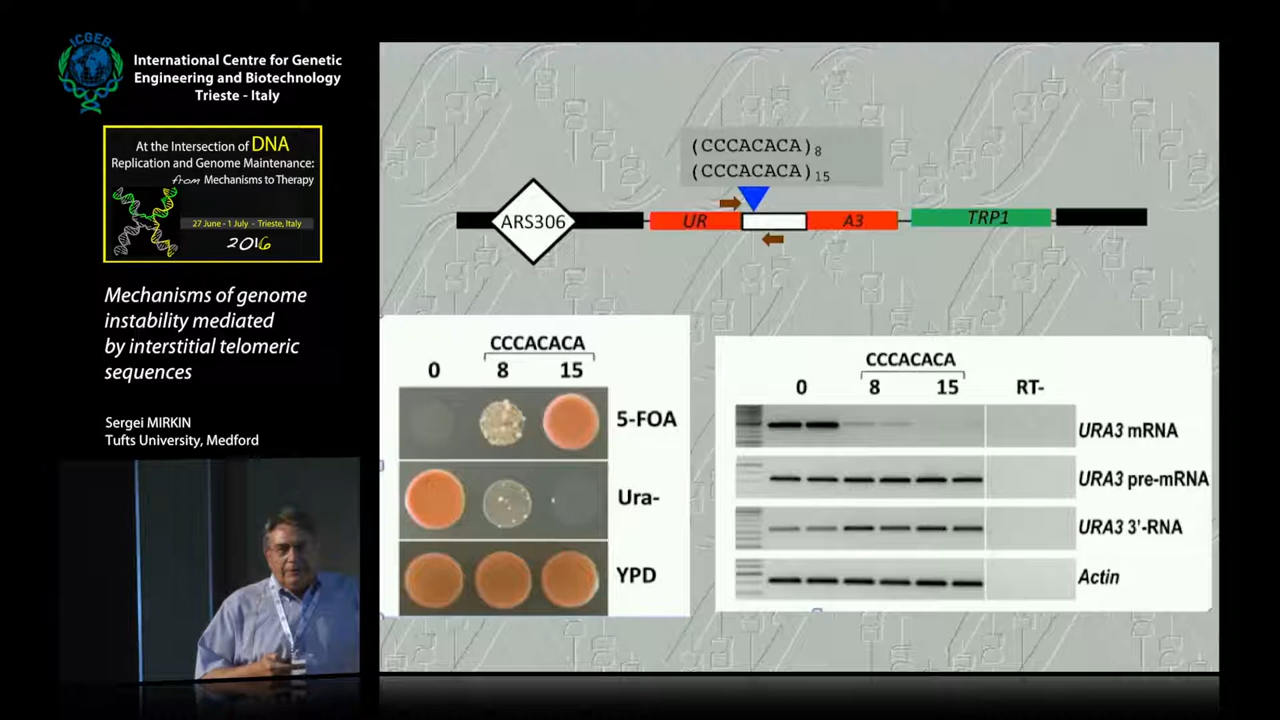 ICGEB
International Centre for Genetic
Engineering and Biotechnology
Trieste - Italy
At the Intersection of DNA
Replication and Genome Maintenance:
from Mechanisms to Therapy
27 June - 1 July - Trieste, Italy
2016
Mechanisms of genome
instability mediated
by interstitial telomeric
sequences
Sergei MIRKIN
Tufts University, Medford
(CCCACACA)8
(CCCACACA)15
ARS306
UR
A3
TRP1
CCCACACA
0 8 15
5-FOA
Ura-
YPD
CCCACACA
0 8 15 RT-
URA3 mRNA
URA3 pre-mRNA
URA3 3'-RNA
Actin